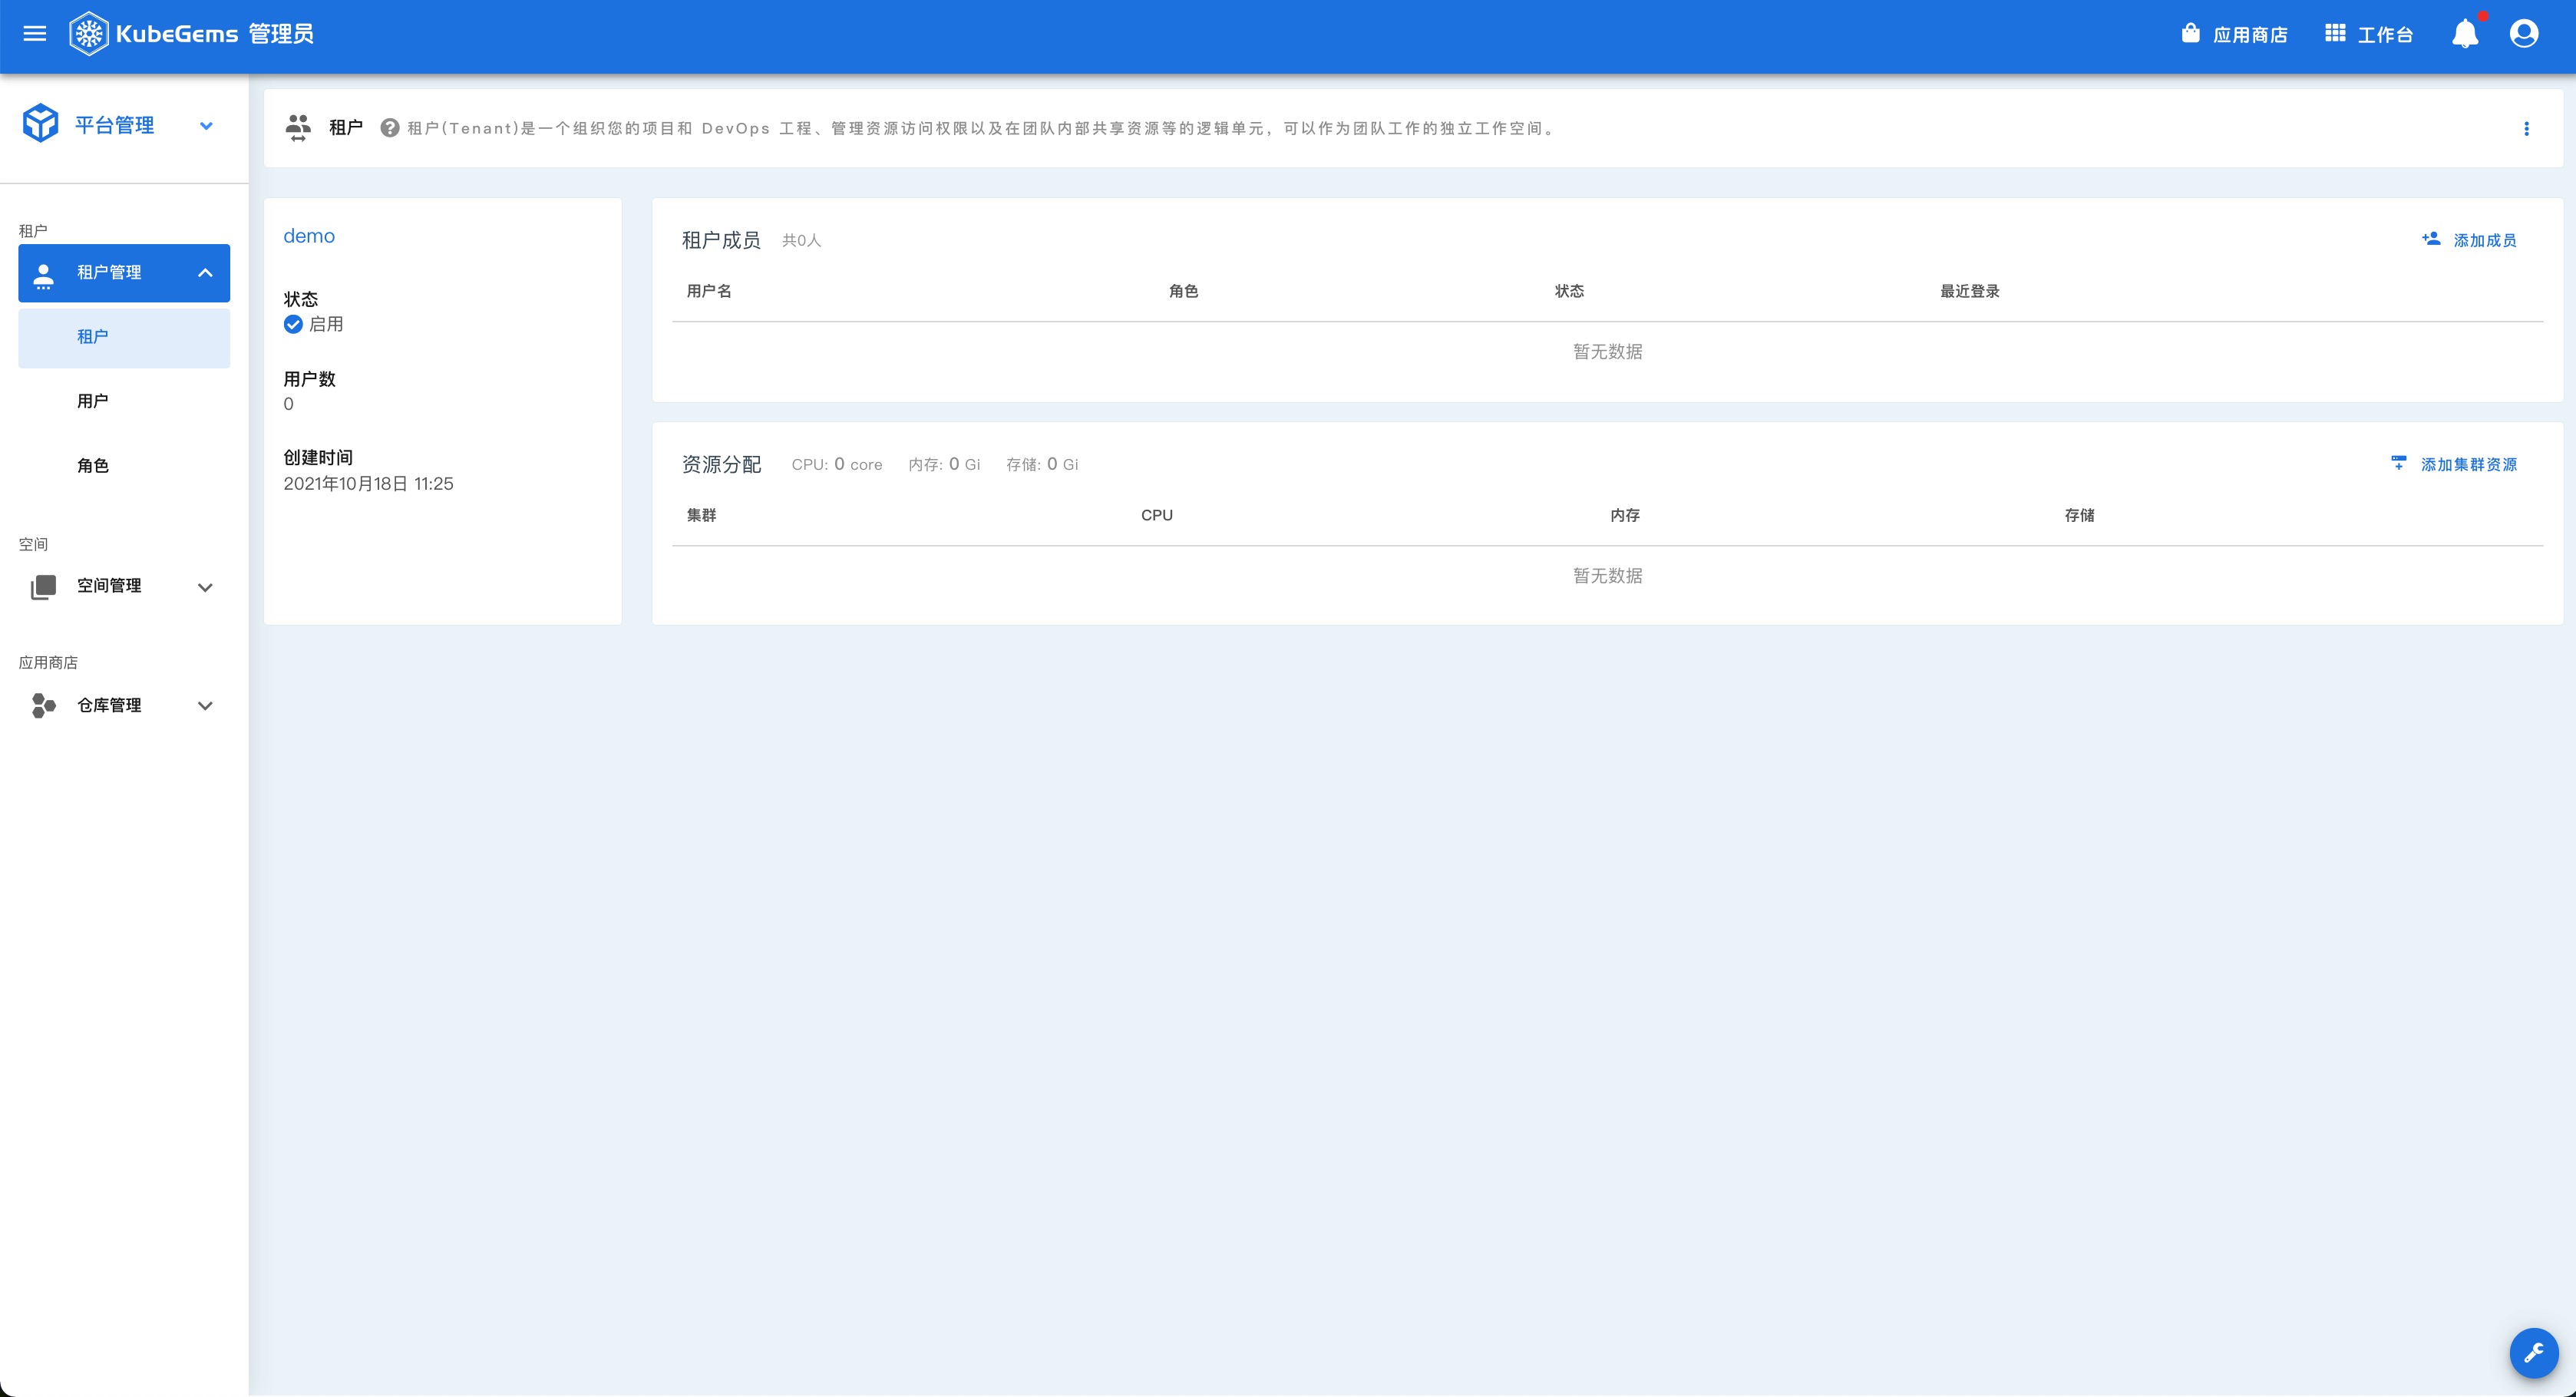 KubeGems 管理员
应用商店 工作台
平台管理
租户
租户管理
租户
用户
角色
空间
空间管理
应用商店
仓库管理
租户 租户(Tenant)是一个组织您的项目和 DevOps 工程、管理资源访问权限以及在团队内部共享资源等的逻辑单元，可以作为团队工作的独立工作空间。
demo
状态
启用
用户数
0
创建时间
2021年10月18日 11:25
租户成员 共0人 添加成员
用户名 角色 状态 最近登录
暂无数据
资源分配 CPU: 0 core 内存: 0 Gi 存储: 0 Gi 添加集群资源
集群 CPU 内存 存储
暂无数据